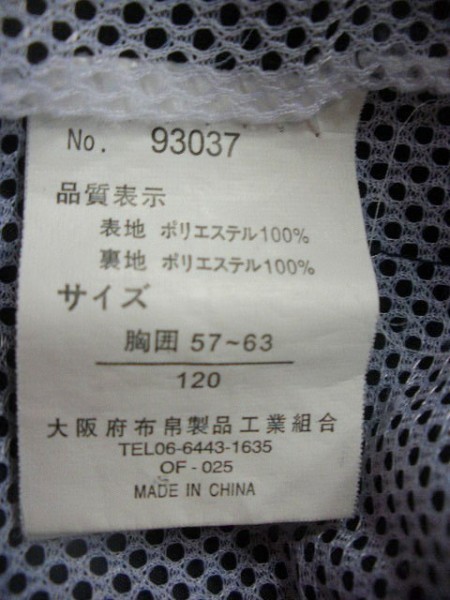 No. 93037
品質表示
表地 ポリエステル100%
裏地 ポリエステル100%
サイズ
胸囲 57~63
120
大阪府布帛製品工業組合
TEL06-6443-1635
OF - 025
MADE IN CHINA